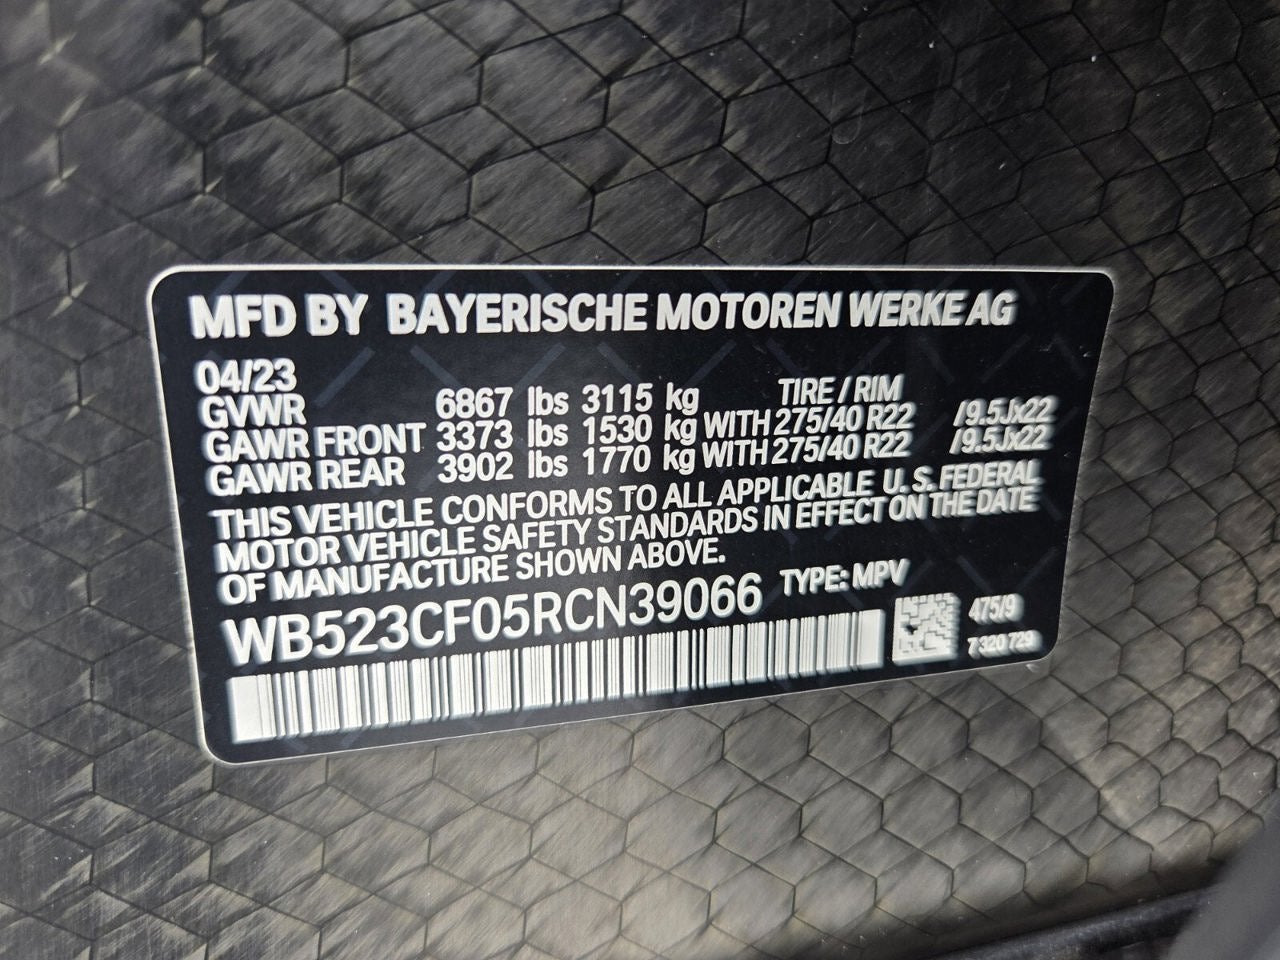 MFD BY BAYERISCHE MOTOREN WERKE AG
04/23
TIRE / RIM
GVWR 6867 lbs 3115 kg
GAWR FRONT 3373 lbs 1530 kg WITH 275/40 R22 /9.5Jx22
GAWR REAR 3902 lbs 1770 kg WITH 275/40 R22 /9.5Jx22
THIS VEHICLE CONFORMS TO ALL APPLICABLE U.S. FEDERAL
MOTOR VEHICLE SAFETY STANDARDS IN EFFECT ON THE DATE
OF MANUFACTURE SHOWN ABOVE.
WB523CF05RCN39066 TYPE: MPV
475/9
7 320 729